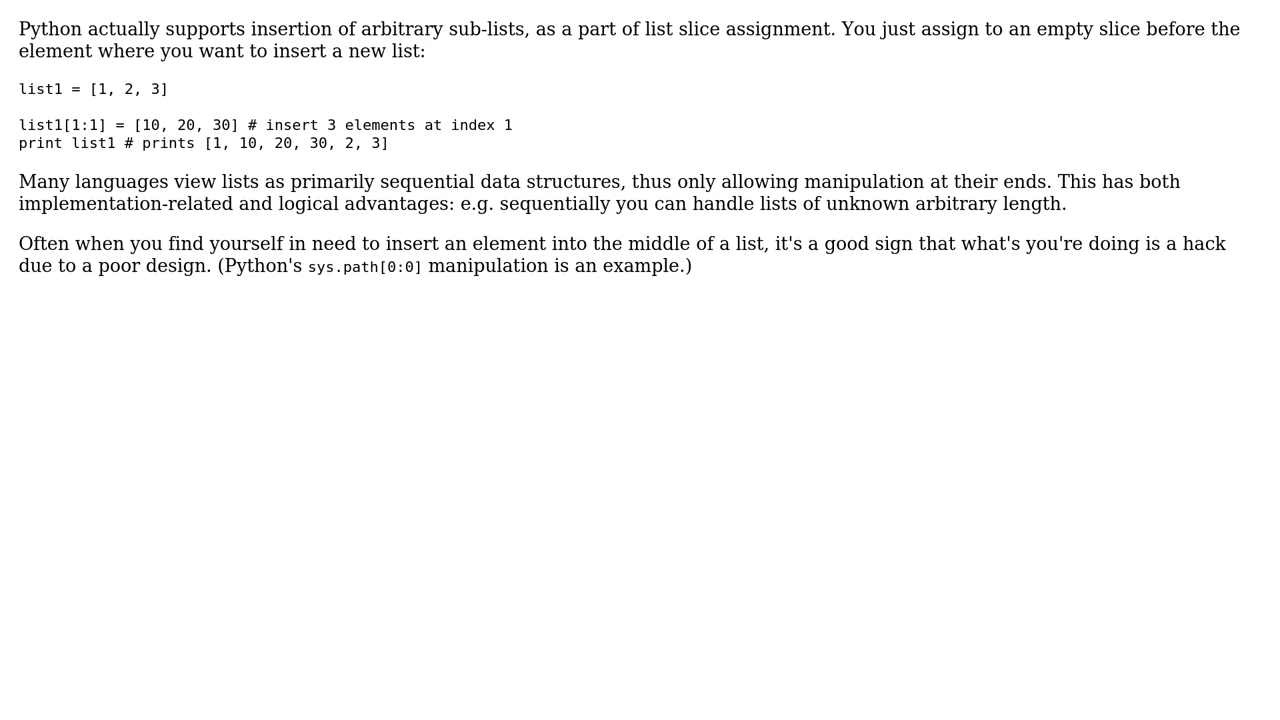 Python actually supports insertion of arbitrary sub-lists, as a part of list slice assignment. You just assign to an empty slice before the
element where you want to insert a new list:
list1 = [1, 2, 3]
list1[1:1] = [10, 20, 30] # insert 3 elements at index 1
print list1 # prints [1, 10, 20, 30, 2, 3]
Many languages view lists as primarily sequential data structures, thus only allowing manipulation at their ends. This has both
implementation-related and logical advantages: e.g. sequentially you can handle lists of unknown arbitrary length.
Often when you find yourself in need to insert an element into the middle of a list, it's a good sign that what's you're doing is a hack
due to a poor design. (Python's sys.path[0:0] manipulation is an example.)